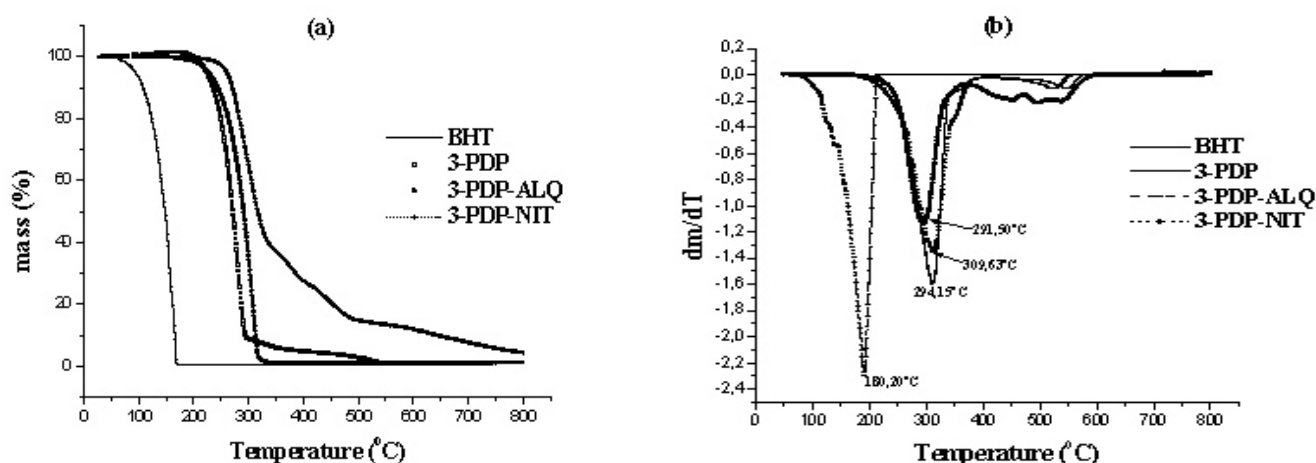 (a)
100
80
60
40
20
0
mass (%)
0 100 200 300 400 500 600 700 800
Temperature (°C)
BHT
3-PDP
3-PDP-ALQ
3-PDP-NIT
(b)
0,2
0,0
-0,2
-0,4
-0,6
-0,8
-1,0
-1,2
-1,4
-1,6
-1,8
-2,0
-2,2
-2,4
dm/dT
0 100 200 300 400 500 600 700 800
Temperature (°C)
BHT
3-PDP
3-PDP-ALQ
3-PDP-NIT
291,50°C
309,63°C
294,15°C
180,20°C